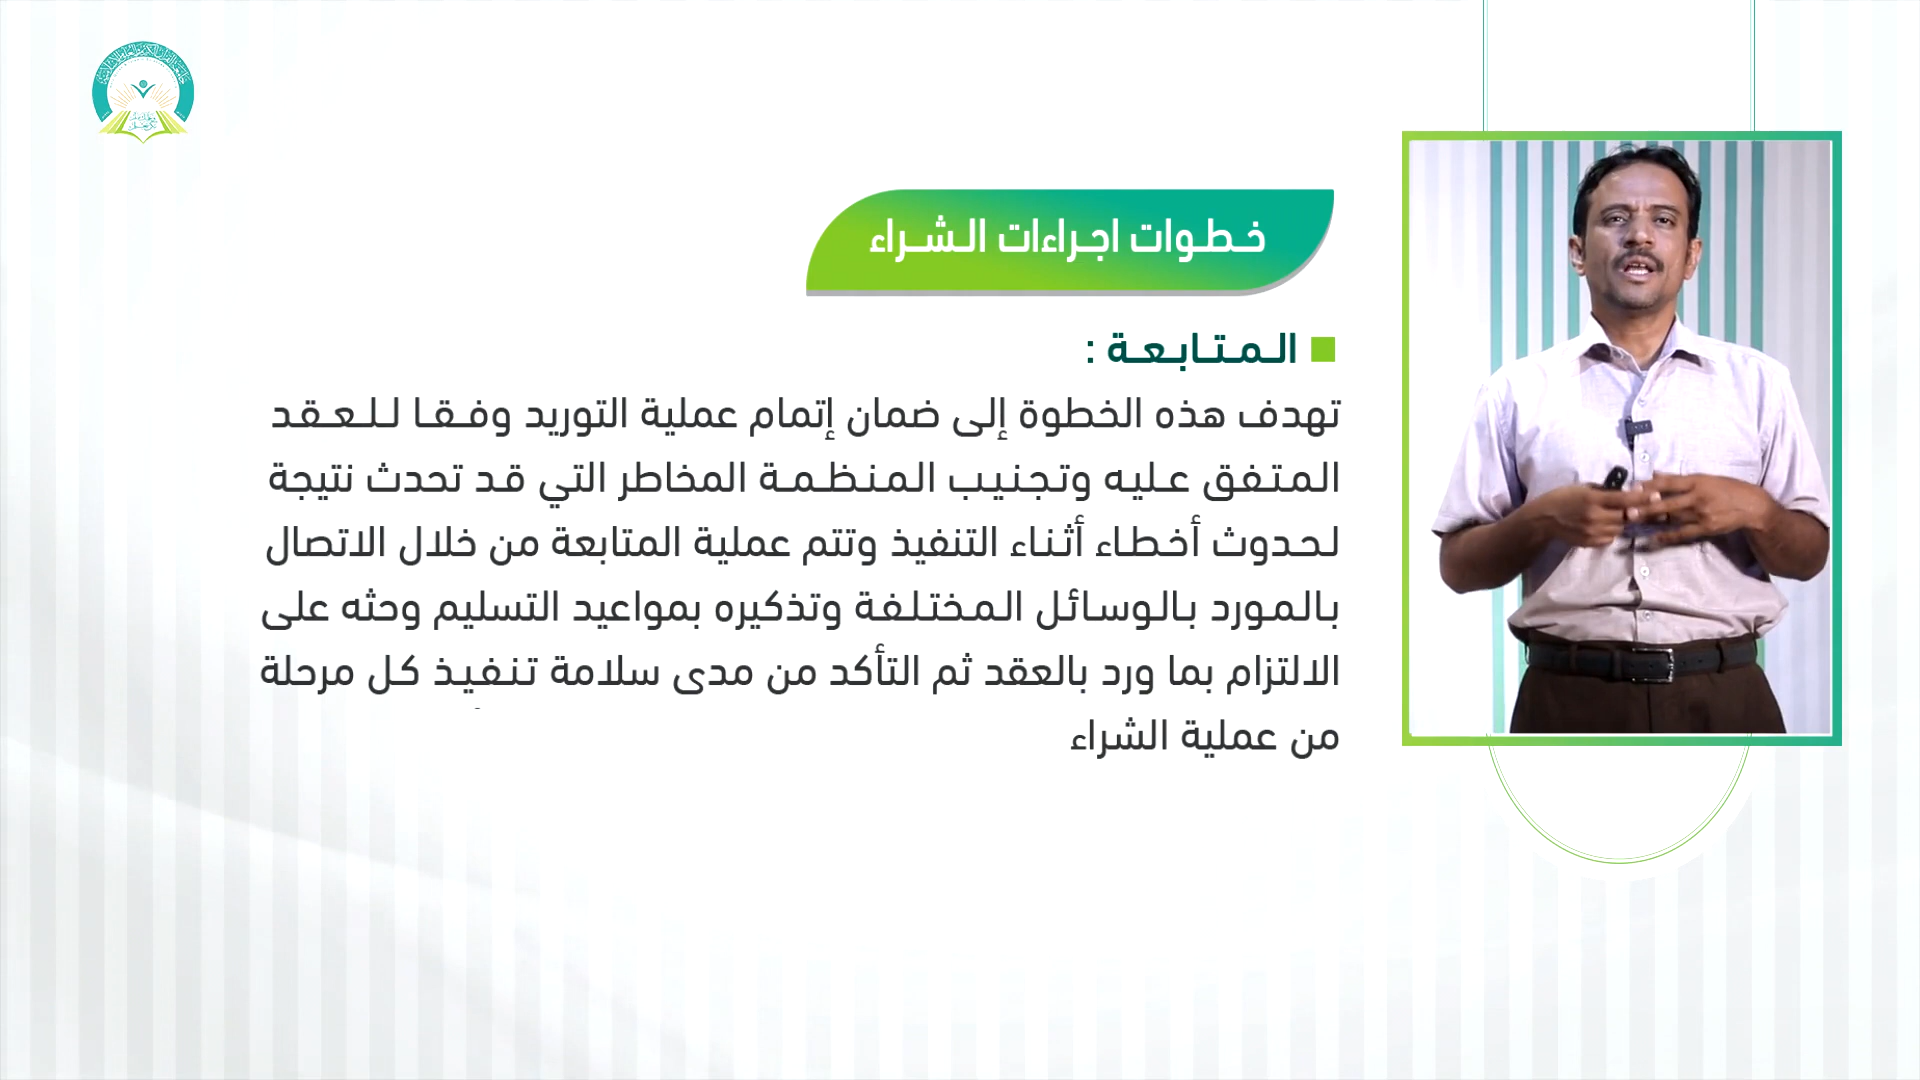 خطوات اجراءات الشراء
المتابعة :
تهدف هذه الخطوة إلى ضمان إتمام عملية التوريد وفقا للعقد
المتفق عليه وتجنيب المنظمة المخاطر التي قد تحدث نتيجة
لحدوث أخطاء أثناء التنفيذ وتتم عملية المتابعة من خلال الاتصال
بالمورد بالوسائل المختلفة وتذكيره بمواعيد التسليم وحثه على
الالتزام بما ورد بالعقد ثم التأكد من مدى سلامة تنفيذ كل مرحلة
من عملية الشراء